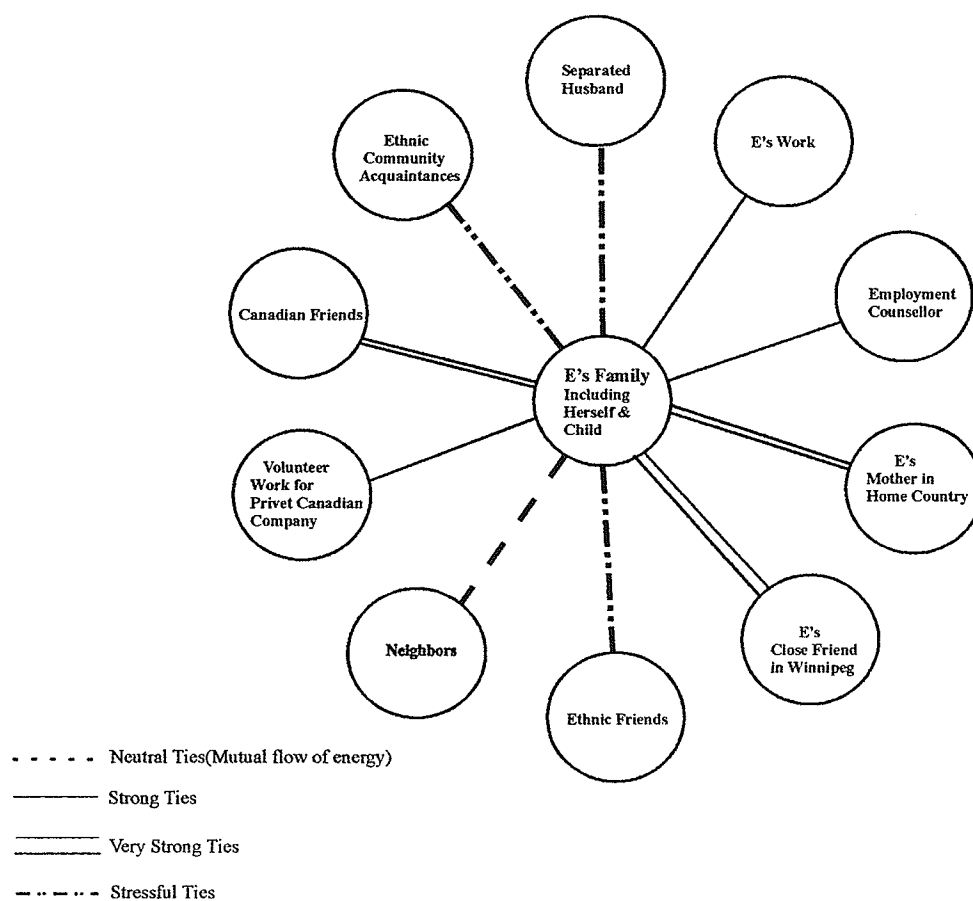 Separated
Husband
E's Work
Ethnic
Community
Acquaintances
Employment
Counsellor
Canadian Friends
E's Family
Including
Herself &
Child
E's
Mother in
Home Country
Volunteer
Work for
Privet Canadian
Company
E's
Close Friend
in Winnipeg
Neighbors
Ethnic Friends
Neutral Ties(Mutual flow of energy)
Strong Ties
Very Strong Ties
Stressful Ties